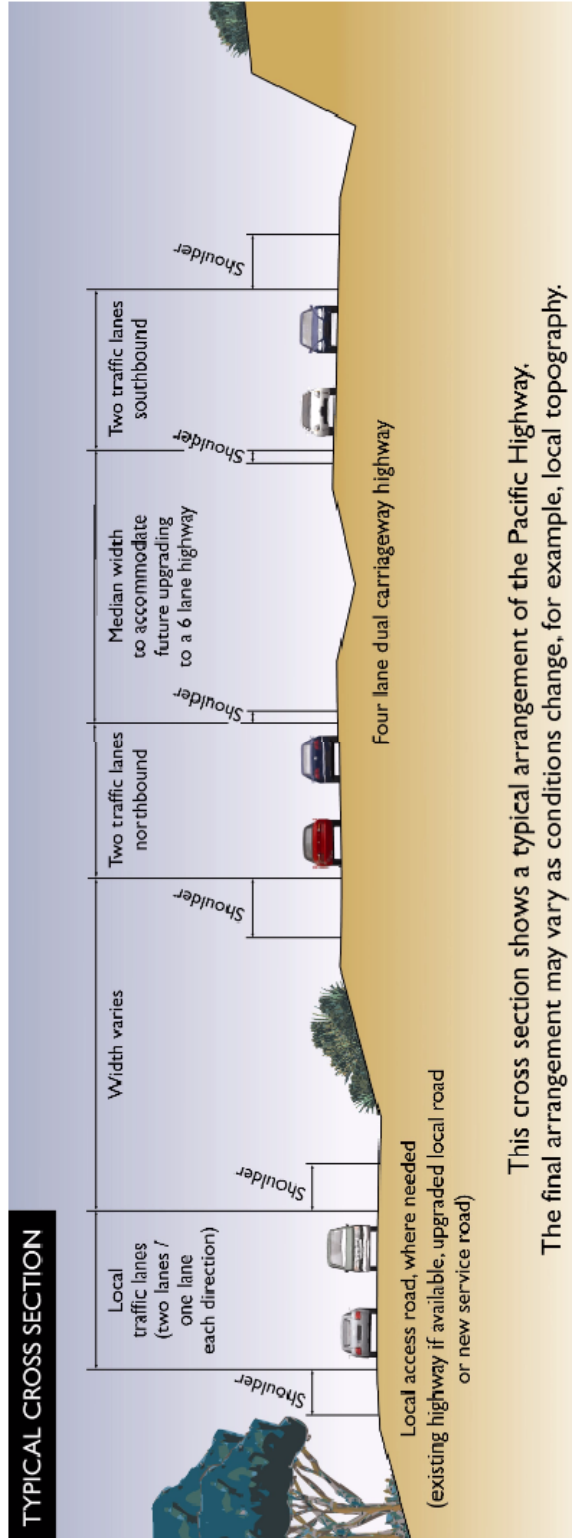 TYPICAL CROSS SECTION
Local
traffic lanes
(two lanes /
one lane
each direction)
Width varies
Two traffic lanes
northbound
Median width
to accommodate
future upgrading
to a 6 lane highway
Two traffic lanes
southbound
Shoulder
Shoulder
Shoulder
Shoulder
Shoulder
Shoulder
Local access road, where needed
(existing highway if available, upgraded local road
or new service road)
Four lane dual carriageway highway
This cross section shows a typical arrangement of the Pacific Highway.
The final arrangement may vary as conditions change, for example, local topography.